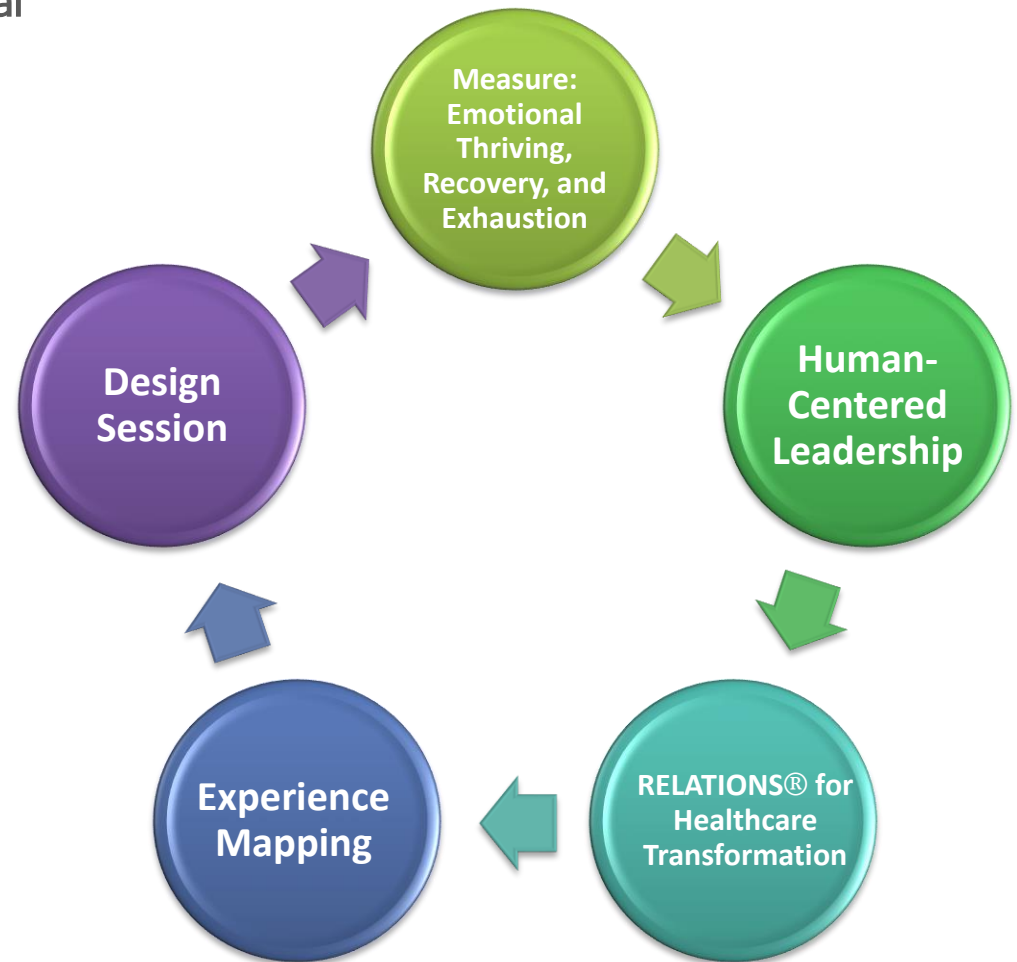 Measure:
Emotional
Thriving,
Recovery, and
Exhaustion
Human-
Centered
Leadership
RELATIONS® for
Healthcare
Transformation
Experience
Mapping
Design
Session